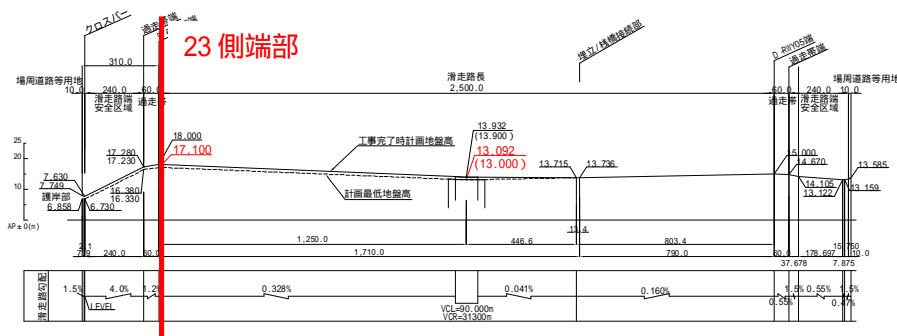 クロスバー
過走帯端
23 側端部
埋立/桟橋接続部
D-RWY05端
過走帯端
310.0
場周道路等用地
10.0
240.0
60.0
滑走路端
安全区域
過走帯
滑走路長
2,500.0
60.0
240.0
10.0
過走帯
滑走路端
安全区域
場周道路等用地
25
20
15
10
AP±0(m)
18.000
17.100
17.280
17.230
16.380
16.330
7.630
7.749
護岸部
6.858
6.730
工事完了時計画地盤高
計画最低地盤高
13.932
(13.900)
13.092
(13.000)
13.715
13.736
13.4
15.000
14.670
14.105
13.122
13.585
13.159
1,250.0
446.6
803.4
2.1
7.9
240.0
60.0
1,710.0
790.0
60.0
178.697
10.0
37.678
7.875
滑走路勾配
1.5%
4.0%
1.2%
0.328%
0.041%
0.160%
0.55%
1.5%
0.55%
1.5%
0.47%
LEVEL
VCL=90.000m
VCR=31300m